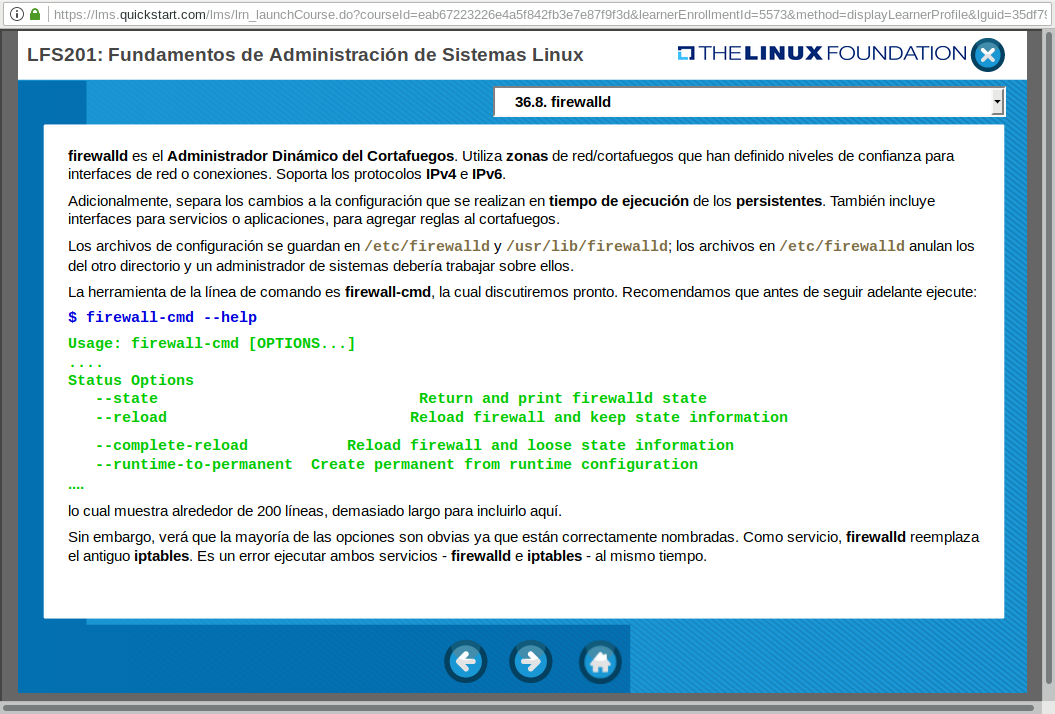 https://lms.quickstart.com/lms/lrn_launchCourse.do?courseId=eab67223226e4a5f842fb3e7e87f9f3d&learnerEnrollmentId=5573&method=displayLearnerProfile&lguid=35df79
LFS201: Fundamentos de Administración de Sistemas Linux
THE LINUX FOUNDATION
36.8. firewalld
firewalld es el Administrador Dinámico del Cortafuegos. Utiliza zonas de red/cortafuegos que han definido niveles de confianza para
interfaces de red o conexiones. Soporta los protocolos IPv4 e IPv6.
Adicionalmente, separa los cambios a la configuración que se realizan en tiempo de ejecución de los persistentes. También incluye
interfaces para servicios o aplicaciones, para agregar reglas al cortafuegos.
Los archivos de configuración se guardan en /etc/firewalld y /usr/lib/firewalld; los archivos en /etc/firewalld anulan los
del otro directorio y un administrador de sistemas debería trabajar sobre ellos.
La herramienta de la línea de comando es firewall-cmd, la cual discutiremos pronto. Recomendamos que antes de seguir adelante ejecute:
$ firewall-cmd --help
Usage: firewall-cmd [OPTIONS...]
....
Status Options
--state Return and print firewalld state
--reload Reload firewall and keep state information
--complete-reload Reload firewall and loose state information
--runtime-to-permanent Create permanent from runtime configuration
....
lo cual muestra alrededor de 200 líneas, demasiado largo para incluirlo aquí.
Sin embargo, verá que la mayoría de las opciones son obvias ya que están correctamente nombradas. Como servicio, firewalld reemplaza
el antiguo iptables. Es un error ejecutar ambos servicios - firewalld e iptables - al mismo tiempo.